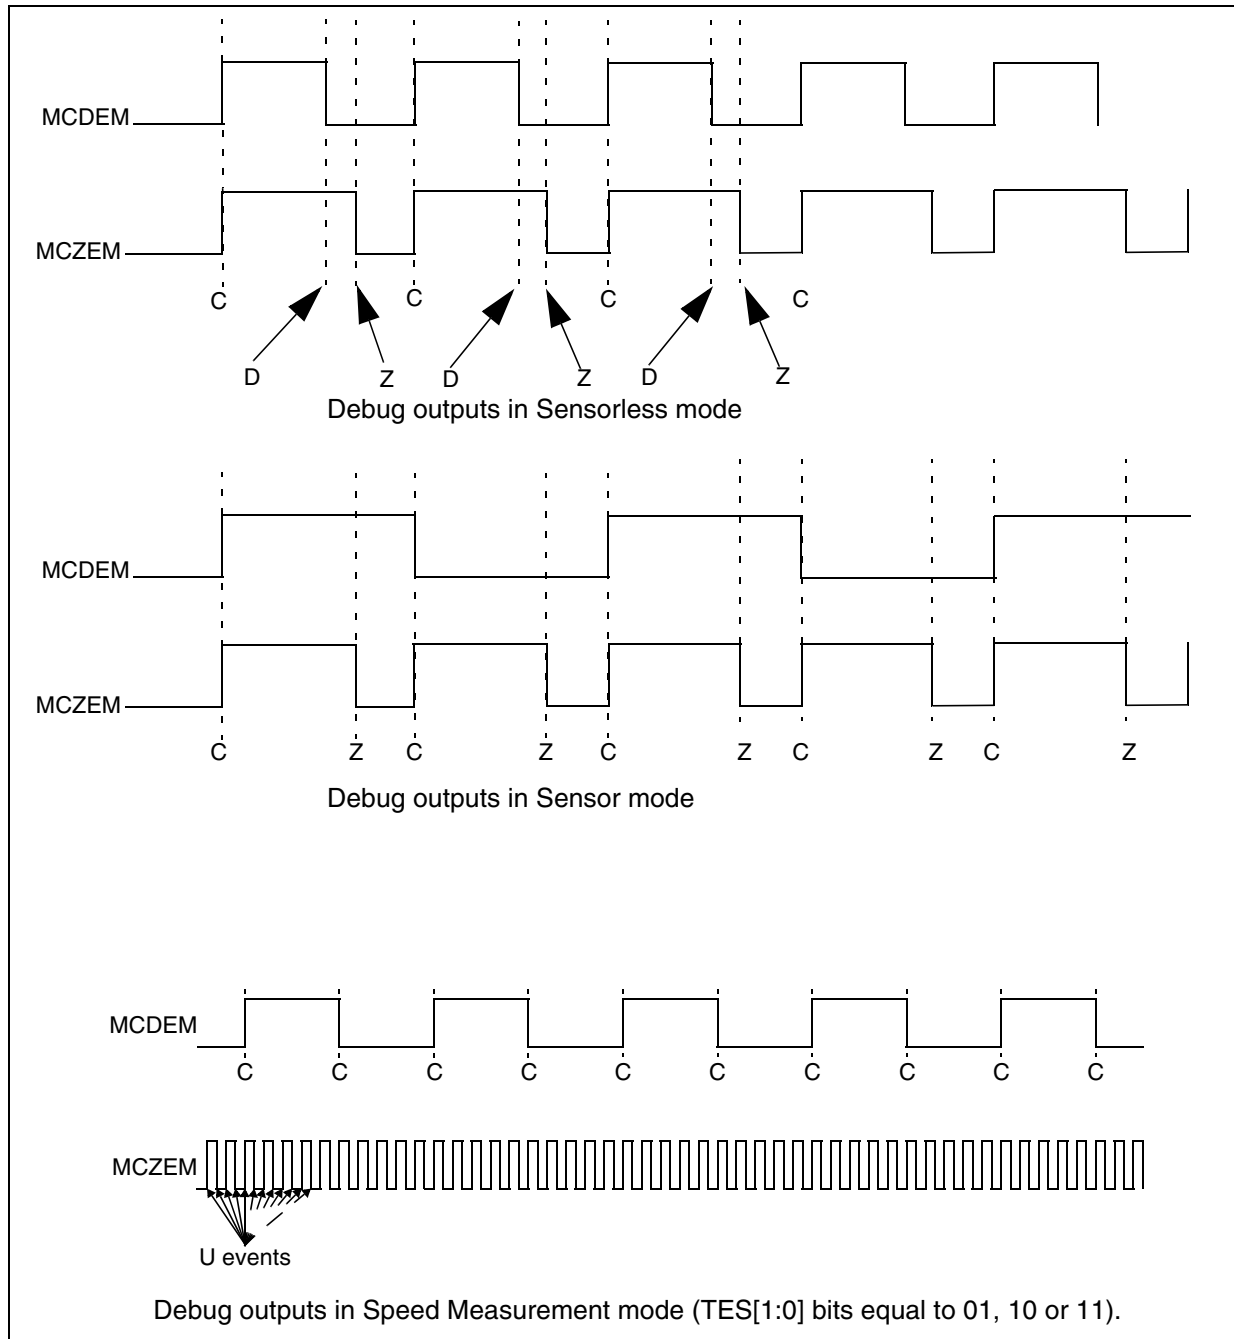 MCDEM
MCZEM
C C C C
D Z D Z D Z
Debug outputs in Sensorless mode
MCDEM
MCZEM
C Z C Z C Z C Z C Z
Debug outputs in Sensor mode
MCDEM
C C C C C C C C C C
MCZEM
U events
Debug outputs in Speed Measurement mode (TES[1:0] bits equal to 01, 10 or 11).